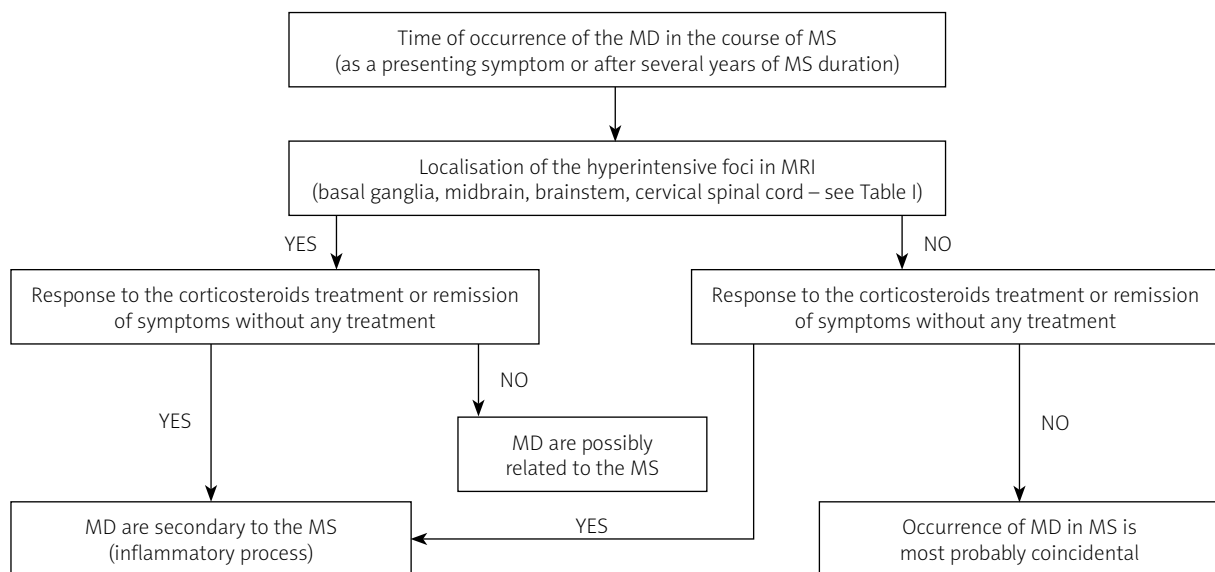 Time of occurrence of the MD in the course of MS
(as a presenting symptom or after several years of MS duration)
Localisation of the hyperintensive foci in MRI
(basal ganglia, midbrain, brainstem, cervical spinal cord – see Table I)
YES
NO
Response to the corticosteroids treatment or remission
of symptoms without any treatment
Response to the corticosteroids treatment or remission
of symptoms without any treatment
YES
NO
NO
MD are possibly
related to the MS
YES
MD are secondary to the MS
(inflammatory process)
Occurrence of MD in MS is
most probably coincidental